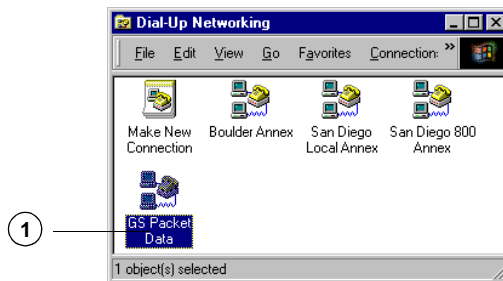 Dial-Up Networking
File Edit View Go Favorites Connection: »
Make New
Connection
Boulder Annex
San Diego
Local Annex
San Diego 800
Annex
1
GS Packet
Data
1 object(s) selec